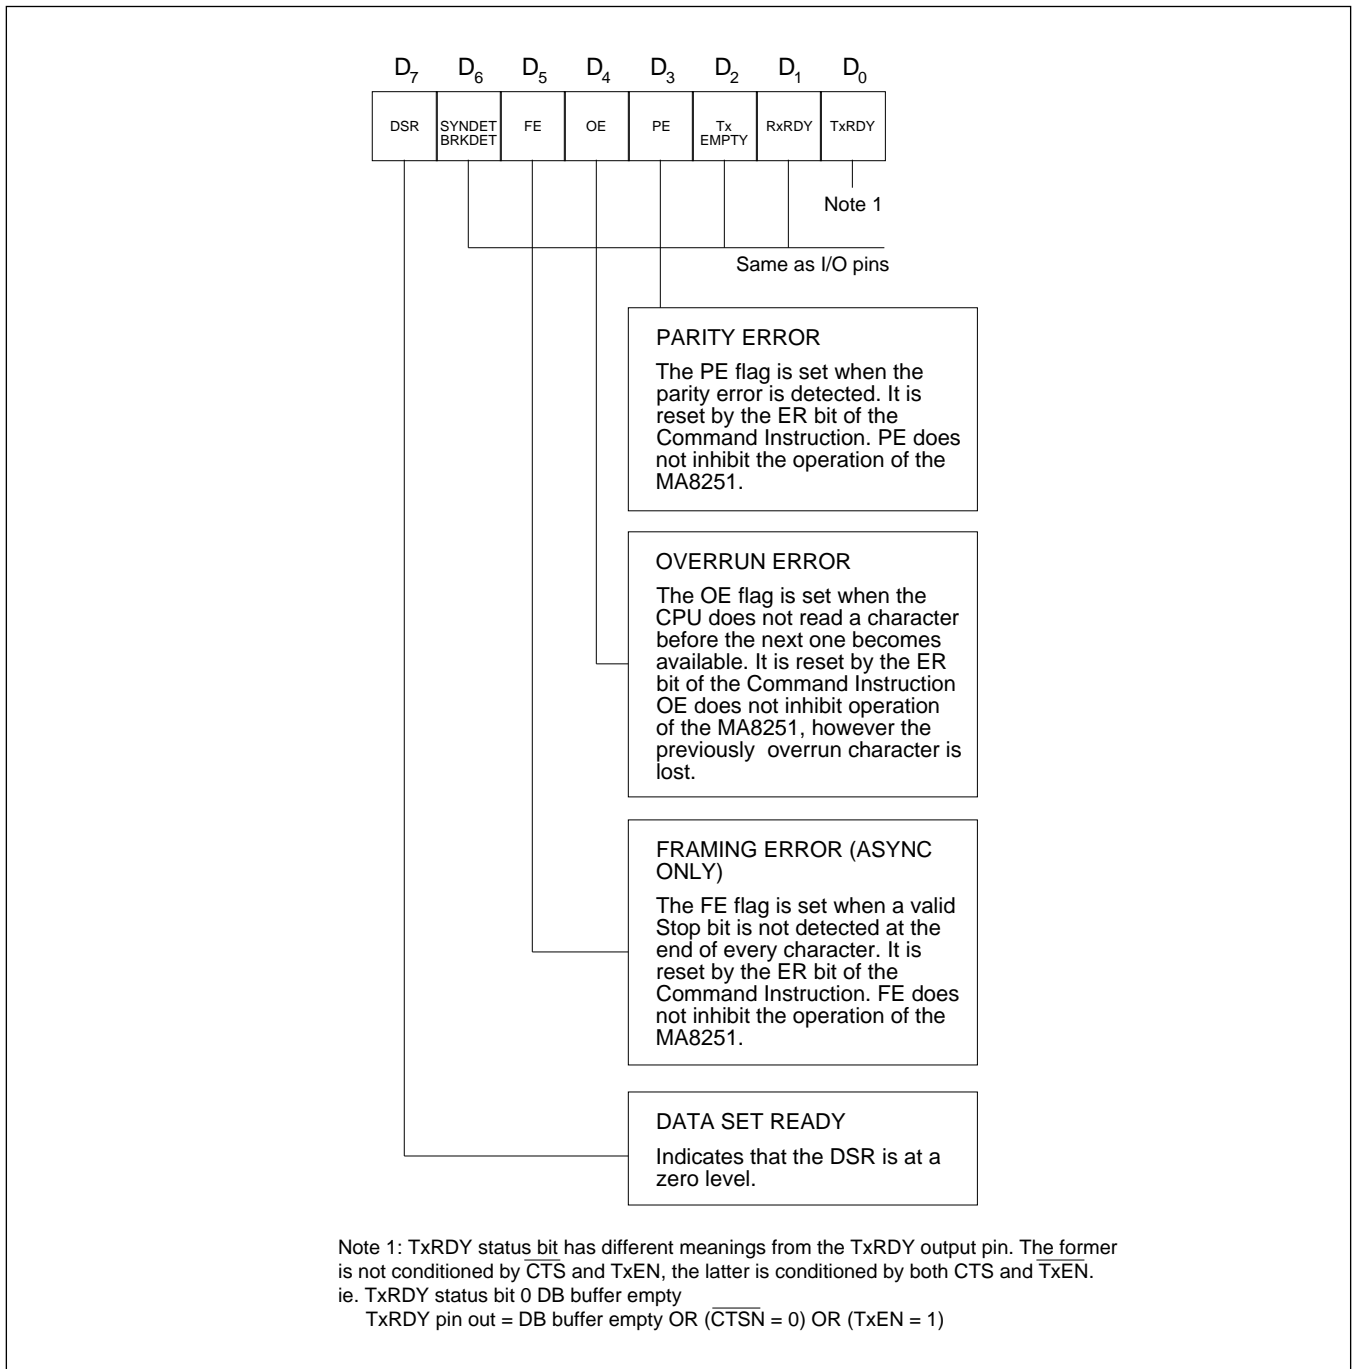 D7 D6 D5 D4 D3 D2 D1 D0
DSR SYNDET BRKDET FE OE PE Tx EMPTY RxRDY TxRDY
Note 1
Same as I/O pins
PARITY ERROR
The PE flag is set when the
parity error is detected. It is
reset by the ER bit of the
Command Instruction. PE does
not inhibit the operation of the
MA8251.
OVERRUN ERROR
The OE flag is set when the
CPU does not read a character
before the next one becomes
available. It is reset by the ER
bit of the Command Instruction
OE does not inhibit operation
of the MA8251, however the
previously overrun character is
lost.
FRAMING ERROR (ASYNC
ONLY)
The FE flag is set when a valid
Stop bit is not detected at the
end of every character. It is
reset by the ER bit of the
Command Instruction. FE does
not inhibit the operation of the
MA8251.
DATA SET READY
Indicates that the DSR is at a
zero level.
Note 1: TxRDY status bit has different meanings from the TxRDY output pin. The former
is not conditioned by C̅T̅S̅ and TxEN, the latter is conditioned by both CTS and T̅x̅E̅N̅.
ie. TxRDY status bit 0 DB buffer empty
TxRDY pin out = DB buffer empty OR (C̅T̅S̅N̅ = 0) OR (TxEN = 1)